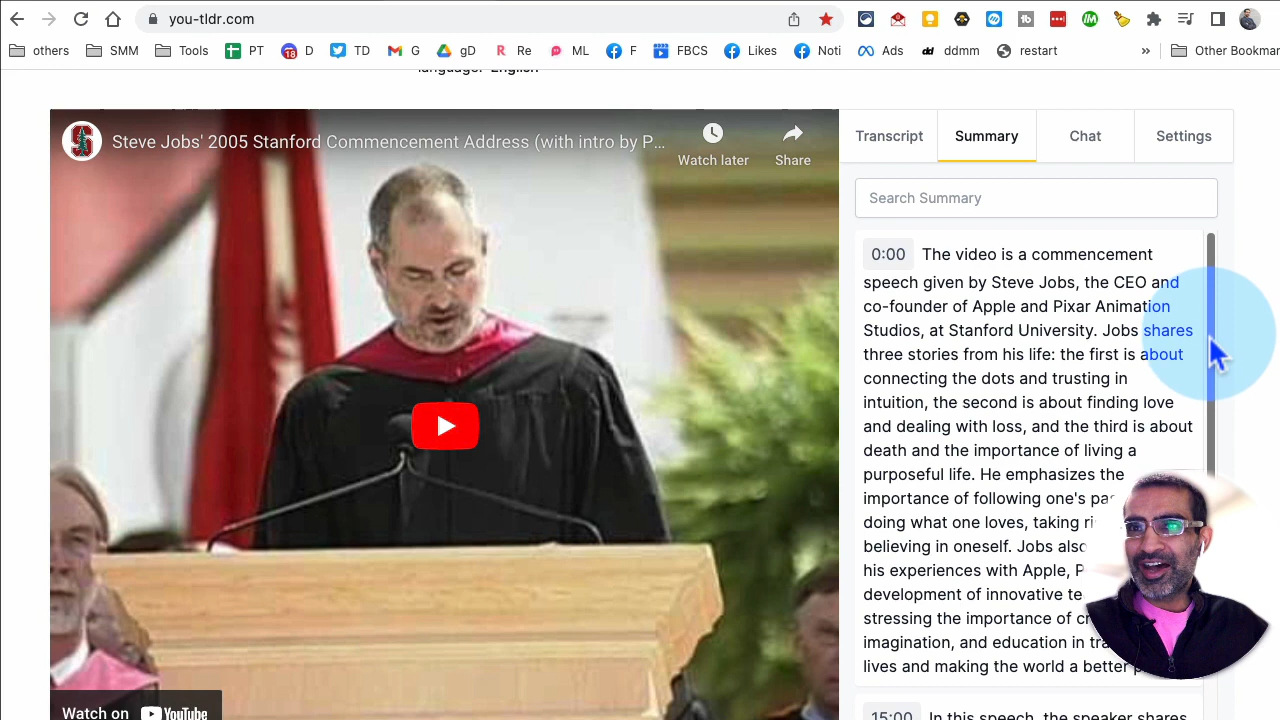 you-tldr.com
others
SMM
Tools
PT
18
D
TD
G
gD
R Re
ML
F
FBCS
Likes
Noti
Ads
dd ddmm
restart
»
Other Bookmar
language: English
Steve Jobs' 2005 Stanford Commencement Address (with intro by P...
Watch later
Share
Transcript
Summary
Chat
Settings
Search Summary
0:00 The video is a commencement
speech given by Steve Jobs, the CEO and
co-founder of Apple and Pixar Animation
Studios, at Stanford University. Jobs shares
three stories from his life: the first is about
connecting the dots and trusting in
intuition, the second is about finding love
and dealing with loss, and the third is about
death and the importance of living a
purposeful life. He emphasizes the
importance of following one's pa
doing what one loves, taking ri
believing in oneself. Jobs also
his experiences with Apple, P
development of innovative te
stressing the importance of cr
imagination, and education in tra
lives and making the world a better p
15:00 In this speech, the speaker shares
Watch on YouTube